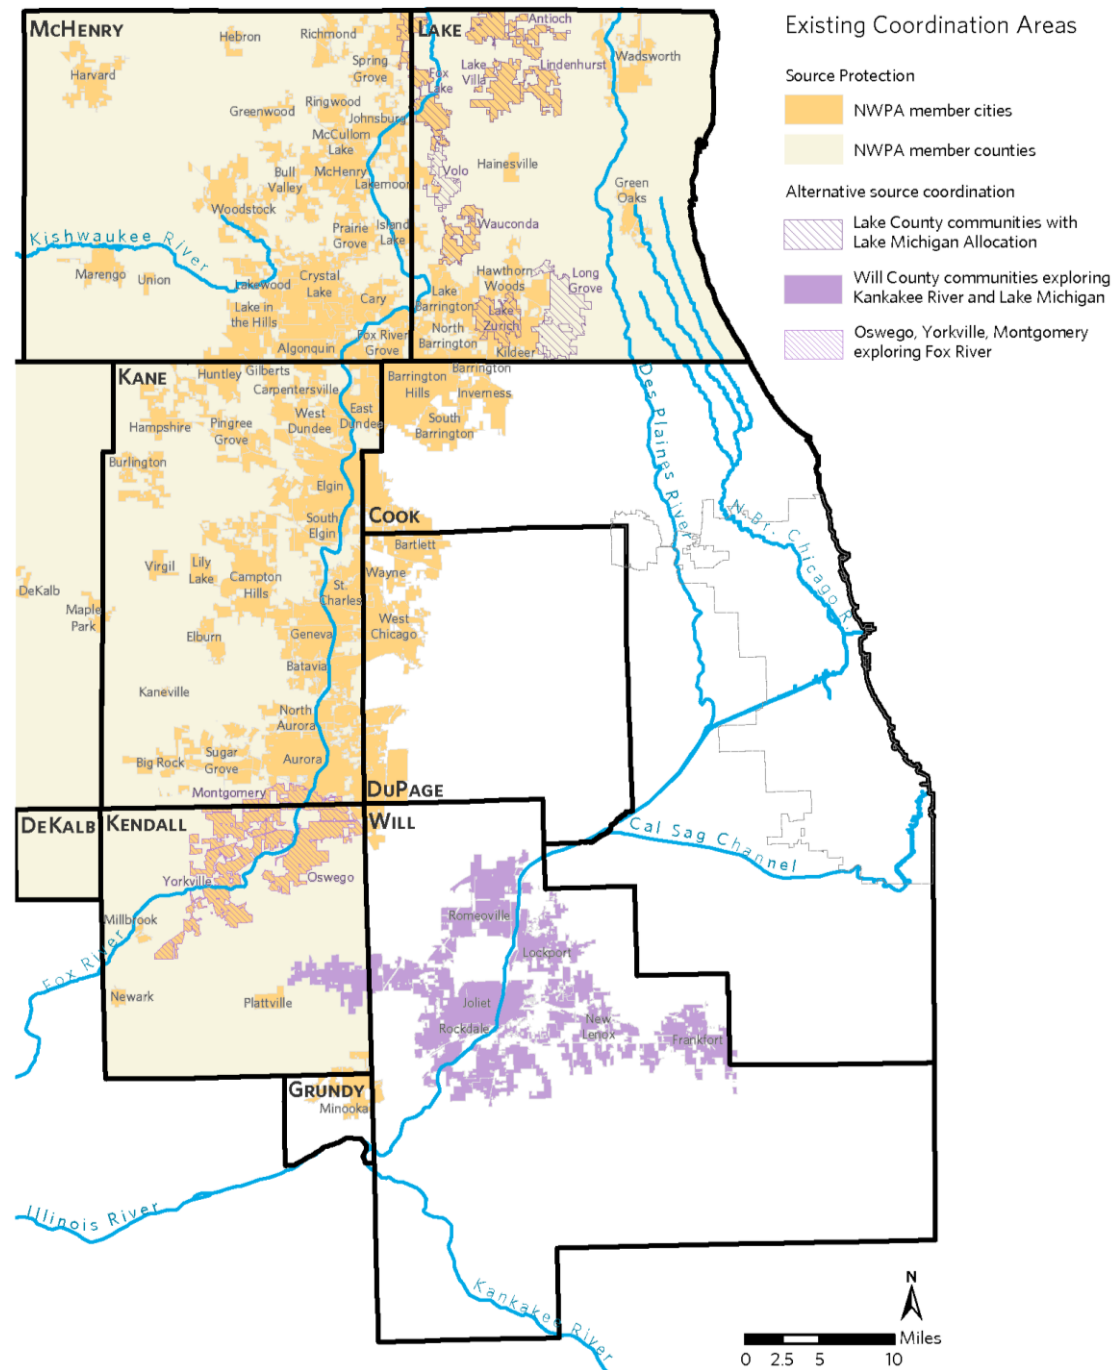 Existing Coordination Areas
Source Protection
NWPA member cities
NWPA member counties
Alternative source coordination
Lake County communities with
Lake Michigan Allocation
Will County communities exploring
Kankakee River and Lake Michigan
Oswego, Yorkville, Montgomery
exploring Fox River
MCHENRY
LAKE
Hebron
Richmond
Antioch
Harvard
Spring
Grove
Fox
Lake
Lake
Villa
Lindenhurst
Wadsworth
Greenwood
Ringwood
Johnsburg
McCullom
Lake
Bull
Valley
McHenry
Lakemoor
Volo
Hainesville
Green
Oaks
Woodstock
Prairie
Grove
Island
Lake
Wauconda
Kishwaukee River
Marengo
Union
Lakewood
Crystal
Lake
Cary
Lake in
the Hills
Algonquin
Fox River
Grove
Lake
Barrington
North
Barrington
Hawthorn
Woods
Lake
Zurich
Kildeer
Long
Grove
KANE
Huntley
Gilberts
Carpentersville
Barrington
Hills
Barrington
Inverness
South
Barrington
West
Dundee
East
Dundee
Hampshire
Pingree
Grove
Burlington
Elgin
South
Elgin
COOK
Des Plaines River
N. Br. Chicago R.
Bartlett
Wayne
West
Chicago
Virgil
Lily
Lake
Campton
Hills
St.
Charles
DeKalb
Maple
Park
Elburn
Geneva
Batavia
Kaneville
North
Aurora
Big Rock
Sugar
Grove
Aurora
Montgomery
DUPAGE
DEKALB
KENDALL
WILL
Cal Sag Channel
Yorkville
Oswego
Millbrook
Fox River
Newark
Plattville
Romeoville
Lockport
Joliet
Rockdale
New
Lenox
Frankfort
GRUNDY
Minooka
Illinois River
Kankakee River
N
Miles
0 2.5 5 10